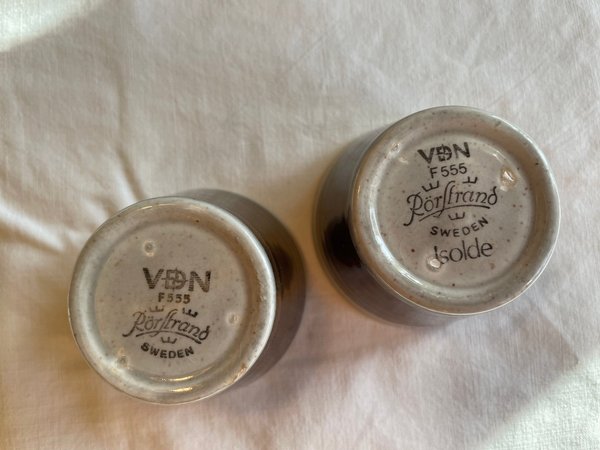 VDN
F555
Rörstrand
SWEDEN
VDN
F555
Rörstrand
SWEDEN
Isolde